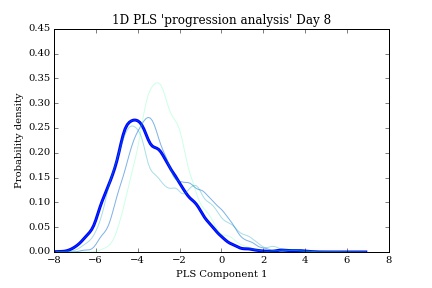 1D PLS 'progression analysis' Day 8
0.45
0.40
0.35
0.30
0.25
0.20
0.15
0.10
0.05
0.00
Probability density
−8 −6 −4 −2 0 2 4 6 8
PLS Component 1